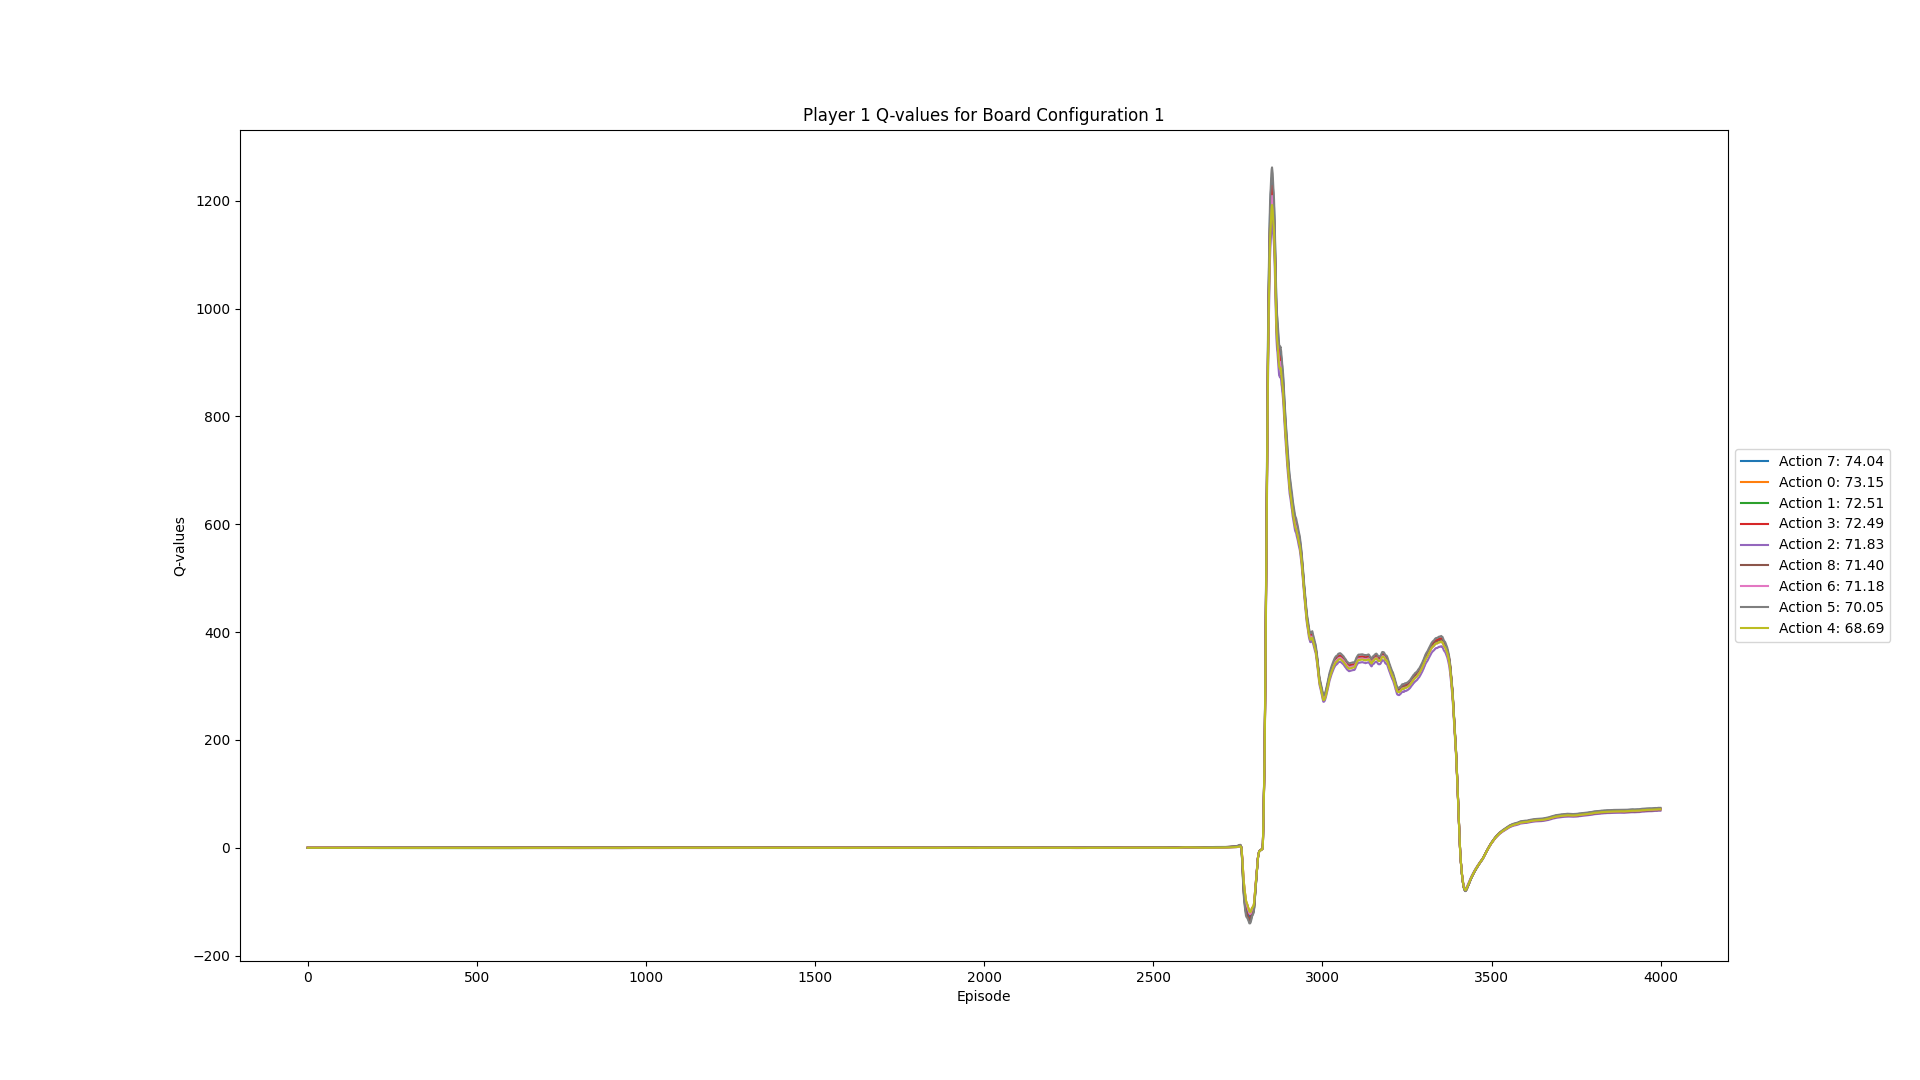 Player 1 Q-values for Board Configuration 1
1200
1000
800
600
400
200
0
−200
Q-values
0 500 1000 1500 2000 2500 3000 3500 4000
Episode
Action 7: 74.04
Action 0: 73.15
Action 1: 72.51
Action 3: 72.49
Action 2: 71.83
Action 8: 71.40
Action 6: 71.18
Action 5: 70.05
Action 4: 68.69